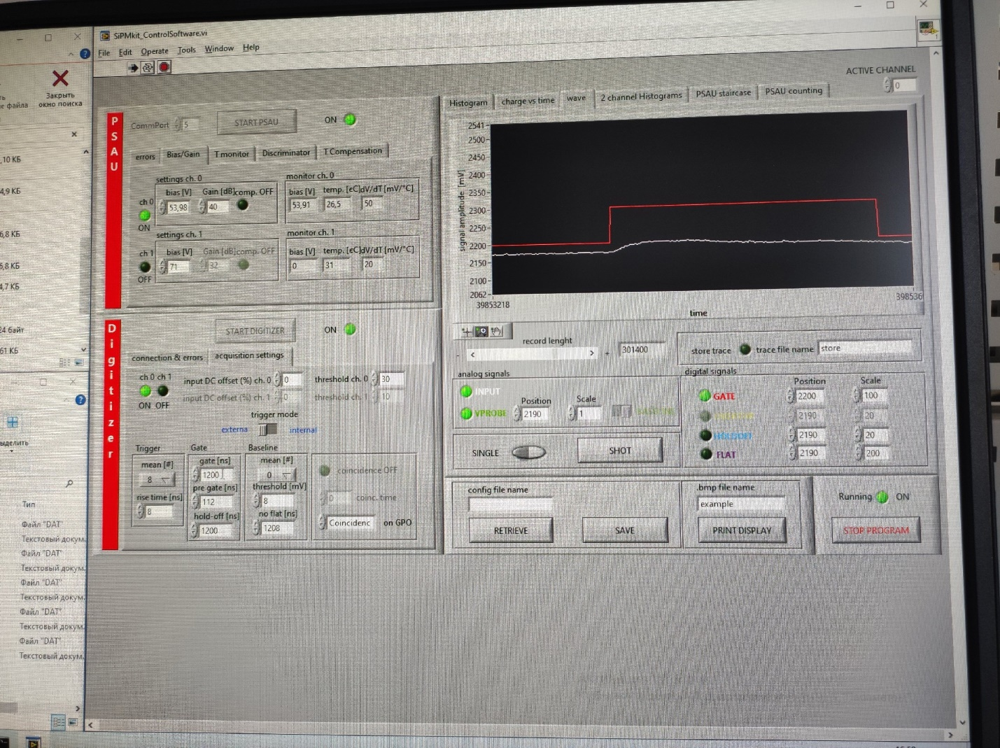 SiPMkit_ControlSoftware.vi
File Edit Operate Tools Window Help
Закрыть
окно поиска
е файла
,10 КБ
4,9 КБ
6,8 КБ
5,8 КБ
4,7 КБ
24 байт
61 КБ
ыделить
Тип
Файл "DAT"
Текстовый докум.
Файл "DAT"
Текстовый докум.
Файл "DAT"
Текстовый докум.
Файл "DAT"
Текстовый докум.
Файл "DAT"
Текстовый докум.
ACTIVE CHANNEL
0
PSAU
CommPort 5 START PSAU ON
errors Bias/Gain T monitor Discriminator T Compensation
settings ch. 0 monitor ch. 0
bias [V] Gain [dB] comp. OFF bias [V] temp. [єC] dV/dT [mV/°C]
ch 0 53,98 40 53,91 26,5 50
ON
settings ch. 1 monitor ch. 1
ch 1 bias [V] Gain [dB] comp. OFF bias [V] temp. [єC] dV/dT [mV/°C]
71 32 0 31 20
OFF
Digitizer
START DIGITIZER ON
connection & errors acquisition settings
ch 0 ch 1 input DC offset (%) ch. 0 0 threshold ch. 0 30
ON OFF input DC offset (%) ch. 1 0 threshold ch. 1 10
trigger mode
externa internal
Trigger Gate Baseline
mean [#] gate [ns] mean [#]
8 1200 0
coincidence OFF
rise time [ns] pre gate [ns] threshold [mV]
8 112 8
0 coinc. time
hold-off [ns] no flat [ns]
1200 1208
Coincidenc on GPO
Histogram charge vs time wave 2 channel Histograms PSAU staircase PSAU counting
signal amplitude [mV]
2541
2500
2450
2400
2350
2300
2250
2200
2150
2100
2062
39853218 398536
time
record lenght
- < > + 301400
store trace trace file name store
analog signals
INPUT
Position Scale
VPROBE 2190 1
digital signals
Position Scale
GATE 2200 100
2190 20
HOLDOFF 2190 20
FLAT 2190 200
SINGLE SHOT
config file name
RETRIEVE SAVE
.bmp file name
example
PRINT DISPLAY
Running ON
STOP PROGRAM